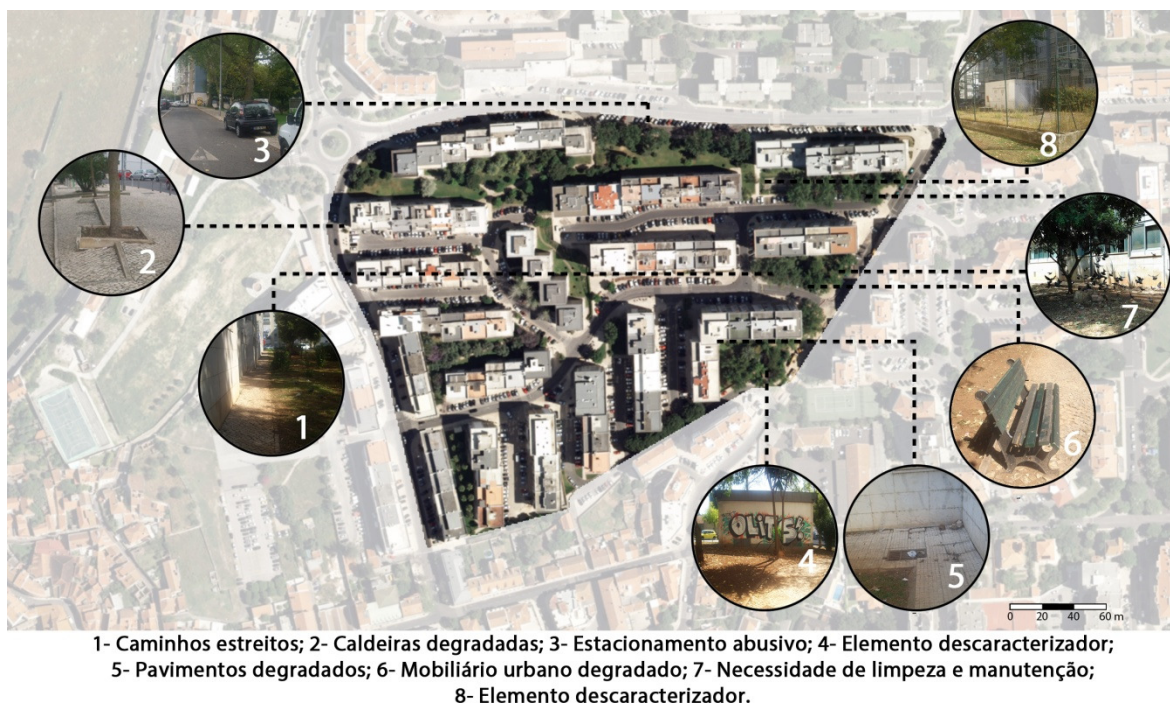 3
8
2
7
1
6
OLITS
4
5
0 20 40 60 m
1- Caminhos estreitos; 2- Caldeiras degradadas; 3- Estacionamento abusivo; 4- Elemento descaracterizador;
5- Pavimentos degradados; 6- Mobiliário urbano degradado; 7- Necessidade de limpeza e manutenção;
8- Elemento descaracterizador.